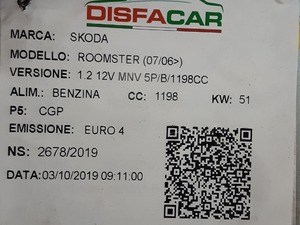 DISFACAR
MARCA: SKODA
MODELLO: ROOMSTER (07/06>)
VERSIONE: 1.2 12V MNV 5P/B/1198CC
ALIM.: BENZINA CC: 1198 KW: 51
P5: CGP
EMISSIONE: EURO 4
NS: 2678/2019
DATA:03/10/2019 09:11:00